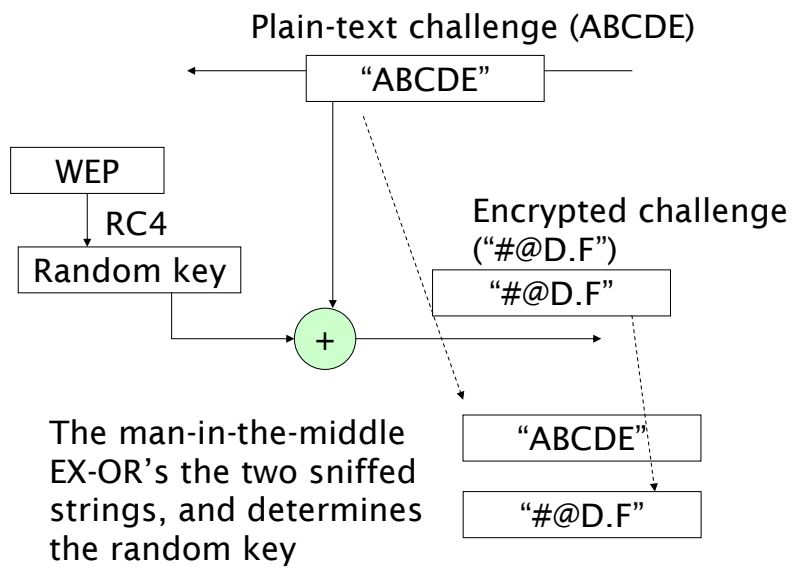 Plain-text challenge (ABCDE)
“ABCDE”
WEP
RC4
Random key
Encrypted challenge
(“#@D.F”)
“#@D.F”
+
“ABCDE”
“#@D.F”
The man-in-the-middle
EX-OR’s the two sniffed
strings, and determines
the random key